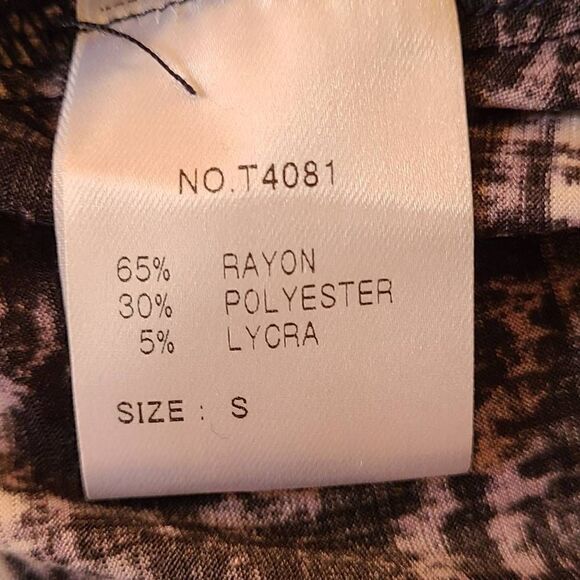 NO.T4081
65% RAYON
30% POLYESTER
5% LYCRA
SIZE : S